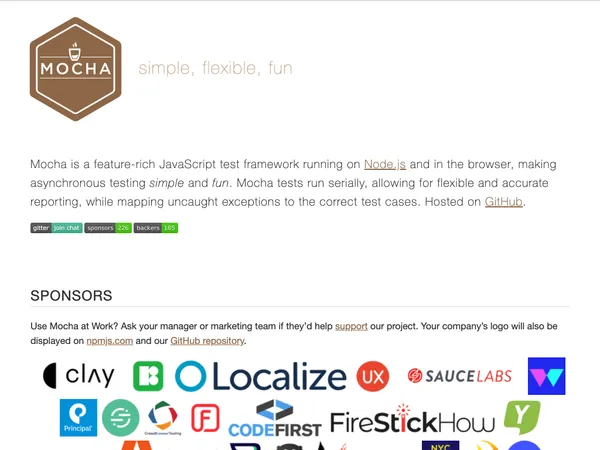 MOCHA
simple, flexible, fun
Mocha is a feature-rich JavaScript test framework running on Node.js and in the browser, making
asynchronous testing simple and fun. Mocha tests run serially, allowing for flexible and accurate
reporting, while mapping uncaught exceptions to the correct test cases. Hosted on GitHub.
gitter join chat sponsors 226 backers 105
SPONSORS
Use Mocha at Work? Ask your manager or marketing team if they'd help support our project. Your company's logo will also be
displayed on npmjs.com and our GitHub repository.
clay Localize UX SAUCELABS
Principal CODEFIRST FireStickHow
NYC